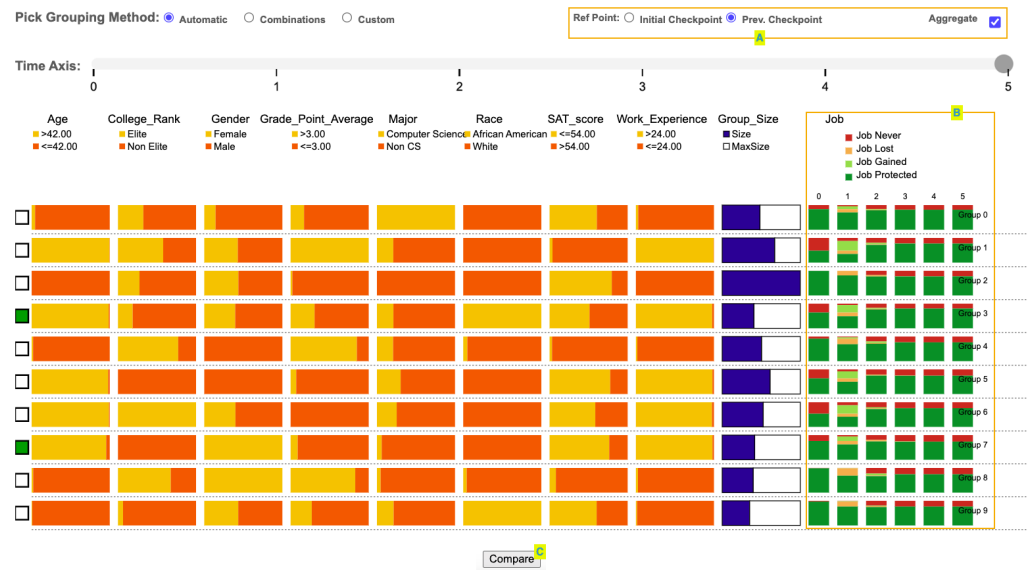 Pick Grouping Method: Automatic Combinations Custom Ref Point: Initial Checkpoint Prev. Checkpoint Aggregate
A
Time Axis:
0 1 2 3 4 5
B
Age College_Rank Gender Grade_Point_Average Major Race SAT_score Work_Experience Group_Size Job
>42.00 Elite Female >3.00 Computer Science African American <=54.00 >24.00 Size Job Never
<=42.00 Non Elite Male <=3.00 Non CS White >54.00 <=24.00 MaxSize Job Lost
Job Gained
Job Protected
0 1 2 3 4 5
Group 0
Group 1
Group 2
Group 3
Group 4
Group 5
Group 6
Group 7
Group 8
Group 9
Compare C